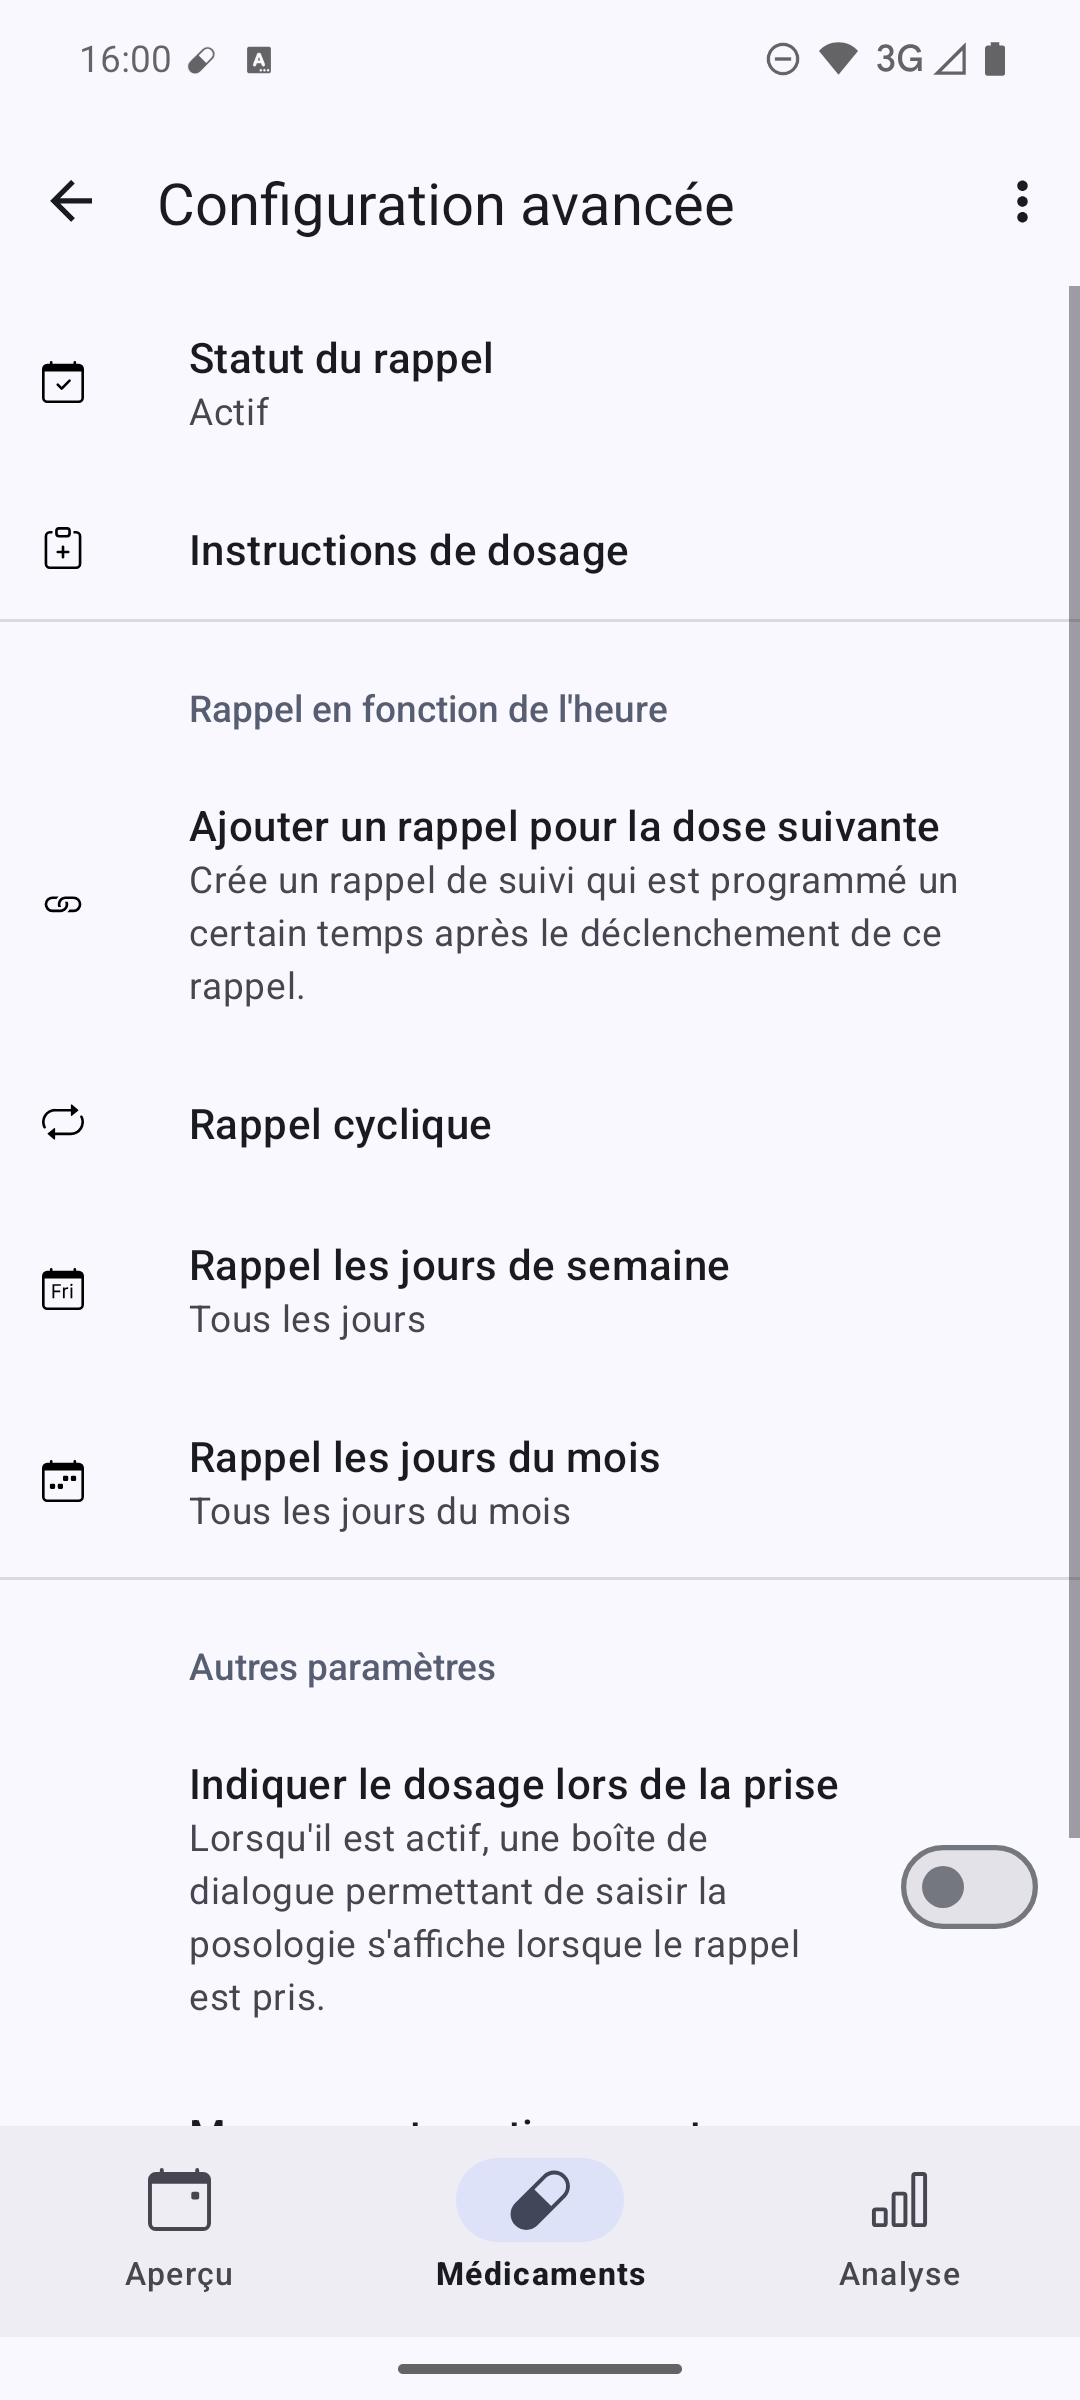 16:00
3G
Configuration avancée
Statut du rappel
Actif
Instructions de dosage
Rappel en fonction de l'heure
Ajouter un rappel pour la dose suivante
Crée un rappel de suivi qui est programmé un
certain temps après le déclenchement de ce
rappel.
Rappel cyclique
Fri
Rappel les jours de semaine
Tous les jours
Rappel les jours du mois
Tous les jours du mois
Autres paramètres
Indiquer le dosage lors de la prise
Lorsqu'il est actif, une boîte de
dialogue permettant de saisir la
posologie s'affiche lorsque le rappel
est pris.
Aperçu
Médicaments
Analyse